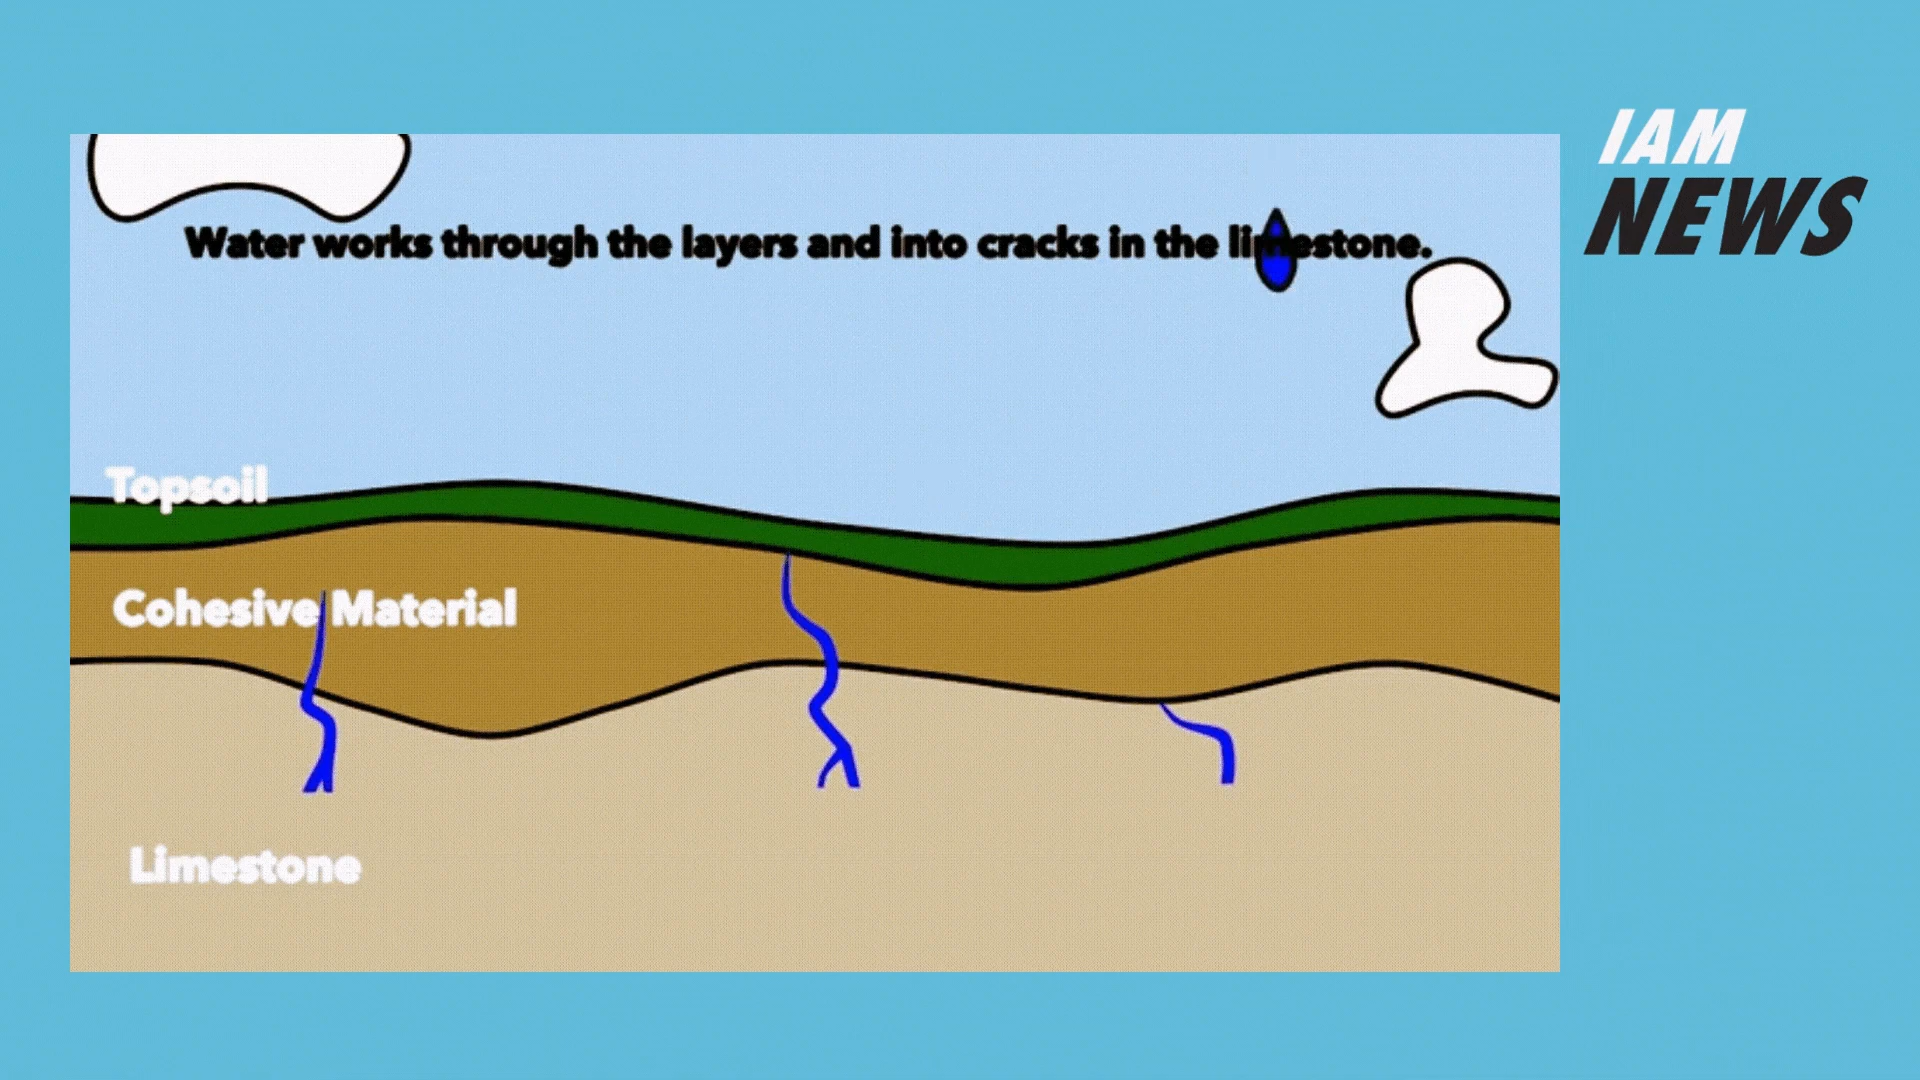 IAM
NEWS
Water works through the layers and into cracks in the limestone.
Topsoil
Cohesive Material
Limestone